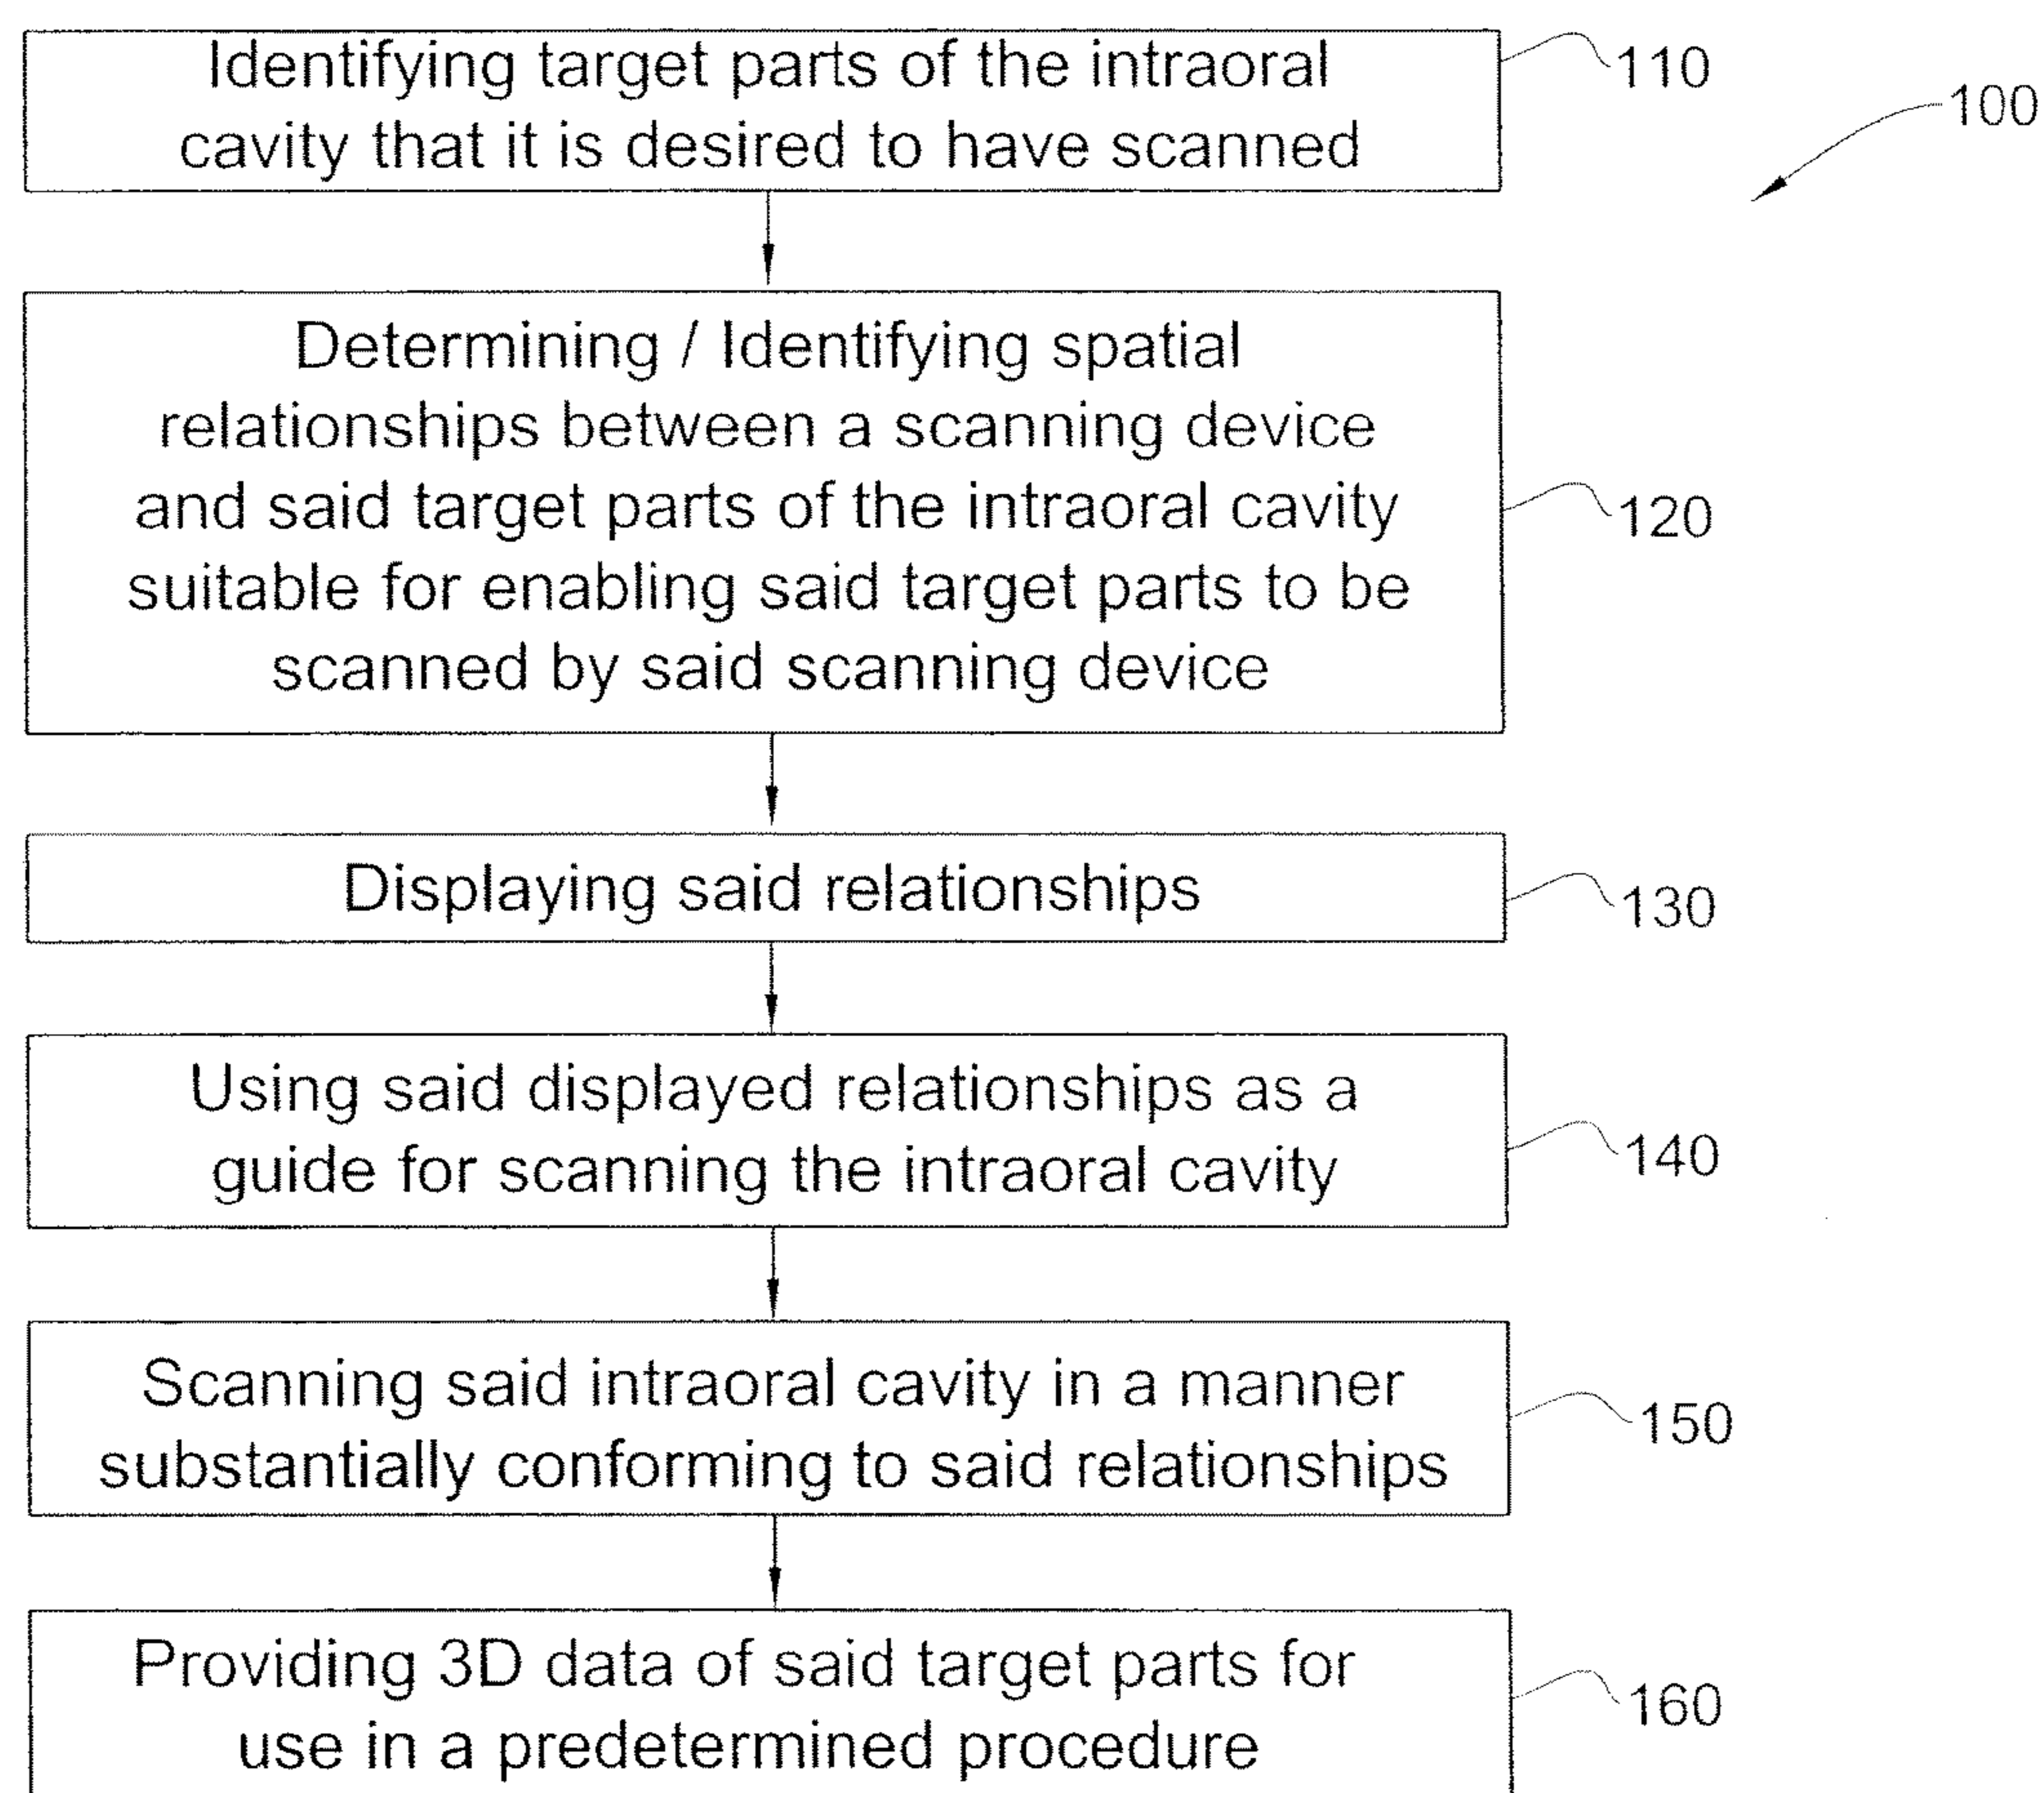 Identifying target parts of the intraoral
cavity that it is desired to have scanned
110
100
Determining / Identifying spatial
relationships between a scanning device
and said target parts of the intraoral cavity
suitable for enabling said target parts to be
scanned by said scanning device
120
Displaying said relationships
130
Using said displayed relationships as a
guide for scanning the intraoral cavity
140
Scanning said intraoral cavity in a manner
substantially conforming to said relationships
150
Providing 3D data of said target parts for
use in a predetermined procedure
160